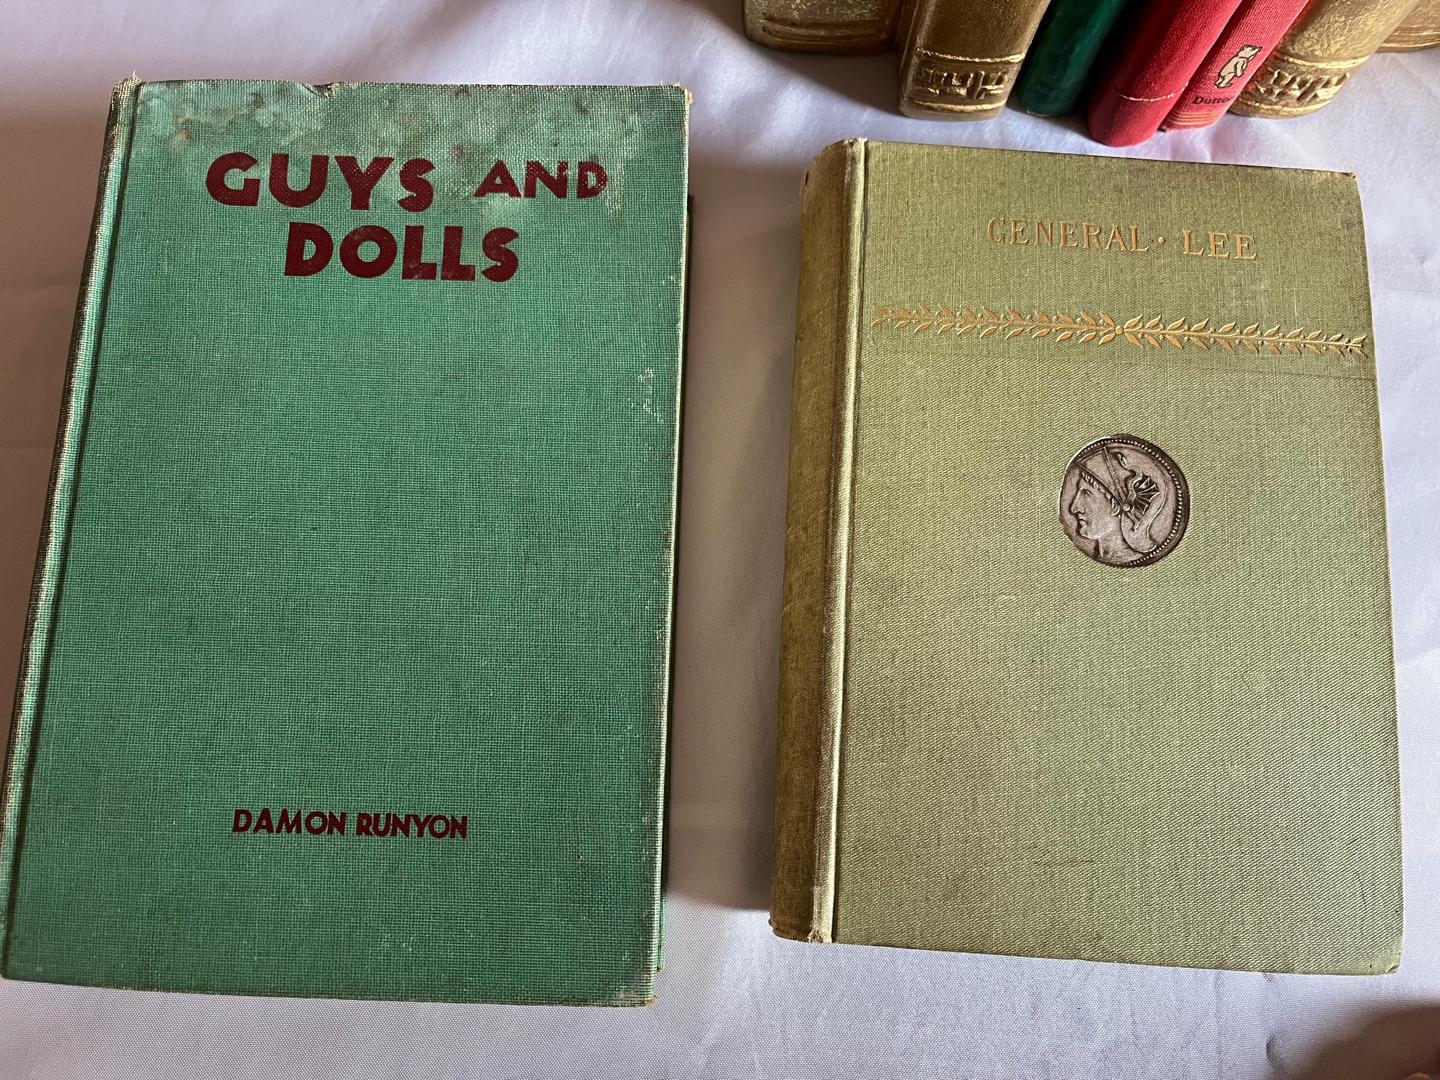 GUYS AND
DOLLS
DAMON RUNYON
GENERAL · LEE